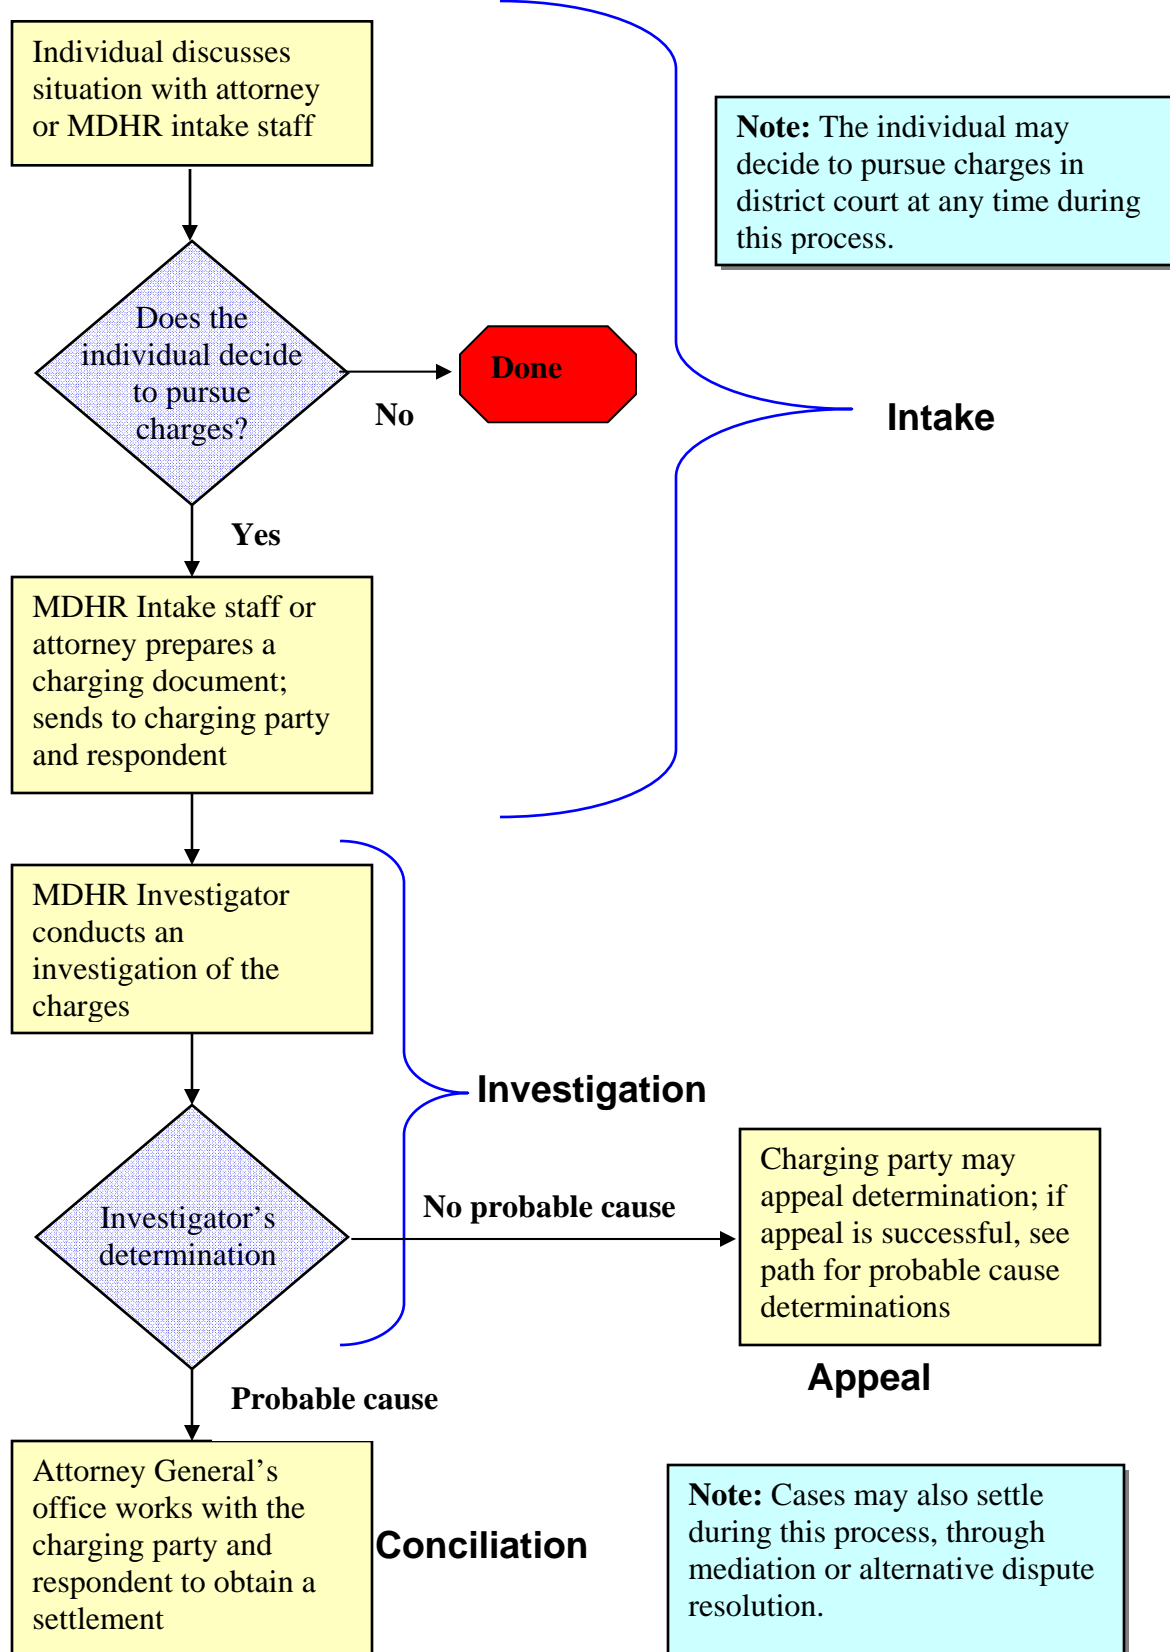 Individual discusses
situation with attorney
or MDHR intake staff
Note: The individual may
decide to pursue charges in
district court at any time during
this process.
Does the
individual decide
to pursue
charges?
No
Done
Intake
Yes
MDHR Intake staff or
attorney prepares a
charging document;
sends to charging party
and respondent
MDHR Investigator
conducts an
investigation of the
charges
Investigation
Investigator’s
determination
No probable cause
Charging party may
appeal determination; if
appeal is successful, see
path for probable cause
determinations
Appeal
Probable cause
Attorney General’s
office works with the
charging party and
respondent to obtain a
settlement
Conciliation
Note: Cases may also settle
during this process, through
mediation or alternative dispute
resolution.